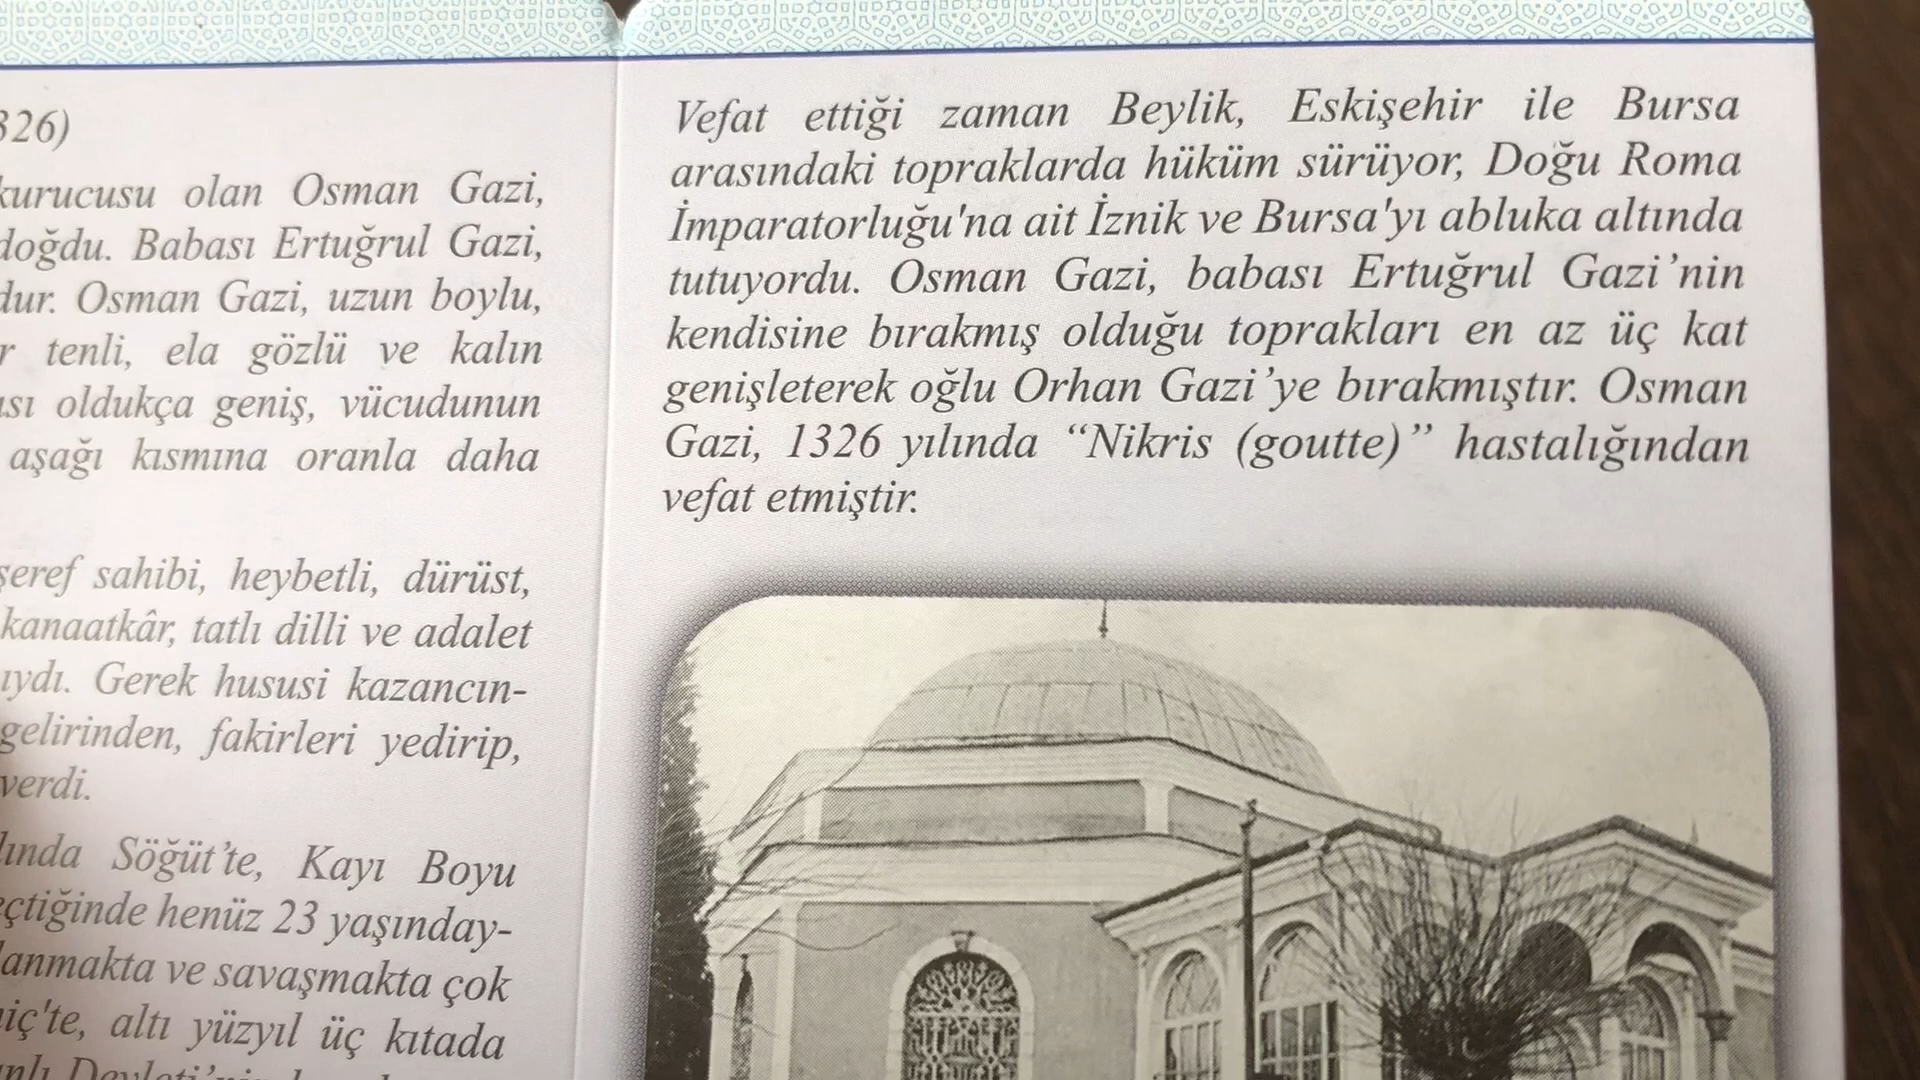 326)
kurucusu olan Osman Gazi,
doğdu. Babası Ertuğrul Gazi,
dur. Osman Gazi, uzun boylu,
r tenli, ela gözlü ve kalın
ısı oldukça geniş, vücudunun
aşağı kısmına oranla daha
şeref sahibi, heybetli, dürüst,
kanaatkâr, tatlı dilli ve adalet
ıydı. Gerek hususi kazancın-
gelirinden, fakirleri yedirip,
verdi.
lında Söğüt’te, Kayı Boyu
eçtiğinde henüz 23 yaşınday-
lanmakta ve savaşmakta çok
iç'te, altı yüzyıl üç kıtada
Vefat ettiği zaman Beylik, Eskişehir ile Bursa
arasındaki topraklarda hüküm sürüyor, Doğu Roma
İmparatorluğu'na ait İznik ve Bursa'yı abluka altında
tutuyordu. Osman Gazi, babası Ertuğrul Gazi’nin
kendisine bırakmış olduğu toprakları en az üç kat
genişleterek oğlu Orhan Gazi’ye bırakmıştır. Osman
Gazi, 1326 yılında “Nikris (goutte)” hastalığından
vefat etmiştir.